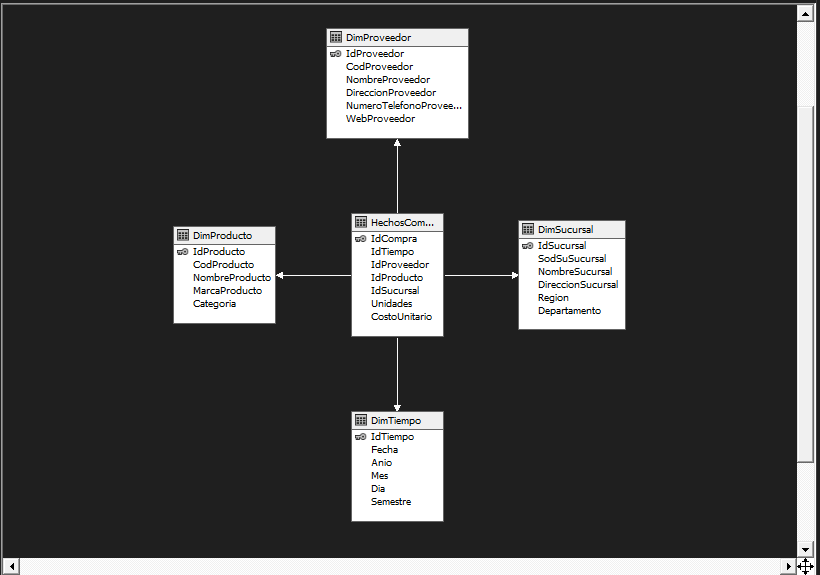 DimProveedor
IdProveedor
CodProveedor
NombreProveedor
DireccionProveedor
NumeroTelefonoProvee...
WebProveedor
DimProducto
IdProducto
CodProducto
NombreProducto
MarcaProducto
Categoria
HechosCom...
IdCompra
IdTiempo
IdProveedor
IdProducto
IdSucursal
Unidades
CostoUnitario
DimSucursal
IdSucursal
SodSuSucursal
NombreSucursal
DireccionSucursal
Region
Departamento
DimTiempo
IdTiempo
Fecha
Anio
Mes
Dia
Semestre